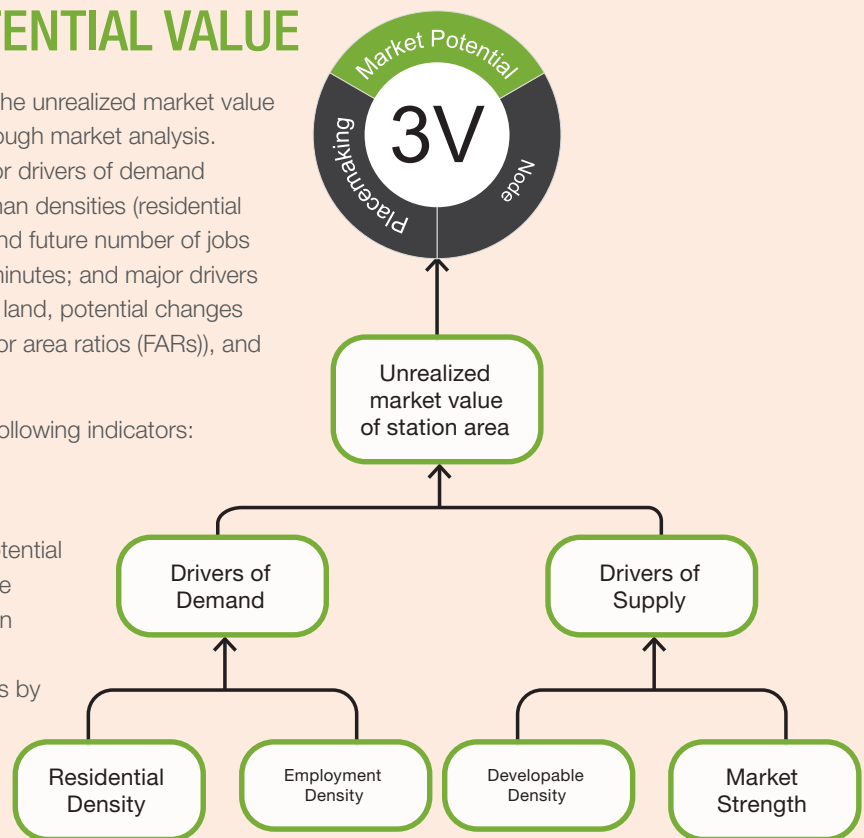 TENTIAL VALUE
he unrealized market value
ough market analysis.
or drivers of demand
nan densities (residential
nd future number of jobs
minutes; and major drivers
land, potential changes
or area ratios (FARs)), and
ollowing indicators:
otential
e
n
s by
Market Potential
Placemaking
Node
3V
Unrealized
market value
of station area
Drivers of
Demand
Drivers of
Supply
Residential
Density
Employment
Density
Developable
Density
Market
Strength